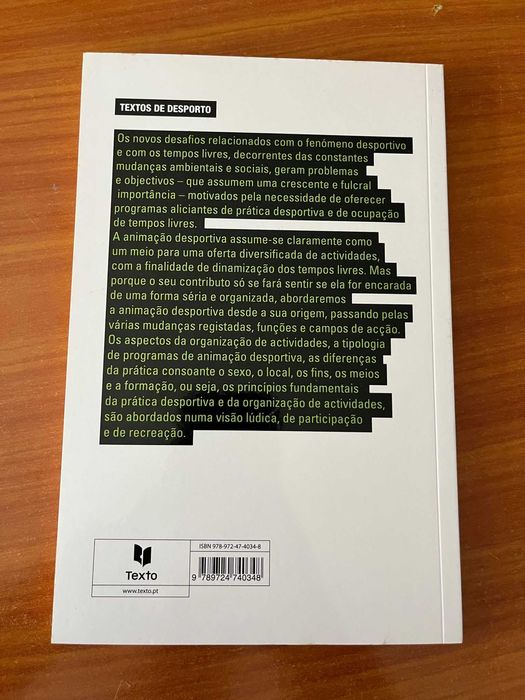 TEXTOS DE DESPORTO
Os novos desafios relacionados com o fenómeno desportivo
e com os tempos livres, decorrentes das constantes
mudanças ambientais e sociais, geram problemas
e objectivos – que assumem uma crescente e fulcral
importância – motivados pela necessidade de oferecer
programas aliciantes de prática desportiva e de ocupação
de tempos livres.
A animação desportiva assume-se claramente como
um meio para uma oferta diversificada de actividades,
com a finalidade de dinamização dos tempos livres. Mas
porque o seu contributo só se fará sentir se ela for encarada
de uma forma séria e organizada, abordaremos
a animação desportiva desde a sua origem, passando pelas
várias mudanças registadas, funções e campos de acção.
Os aspectos da organização de actividades, a tipologia
de programas de animação desportiva, as diferenças
da prática consoante o sexo, o local, os fins, os meios
e a formação, ou seja, os princípios fundamentais
da prática desportiva e da organização de actividades,
são abordados numa visão lúdica, de participação
e de recreação.
Texto
www.texto.pt
ISBN 978-972-47-4034-8
9 789724 740348